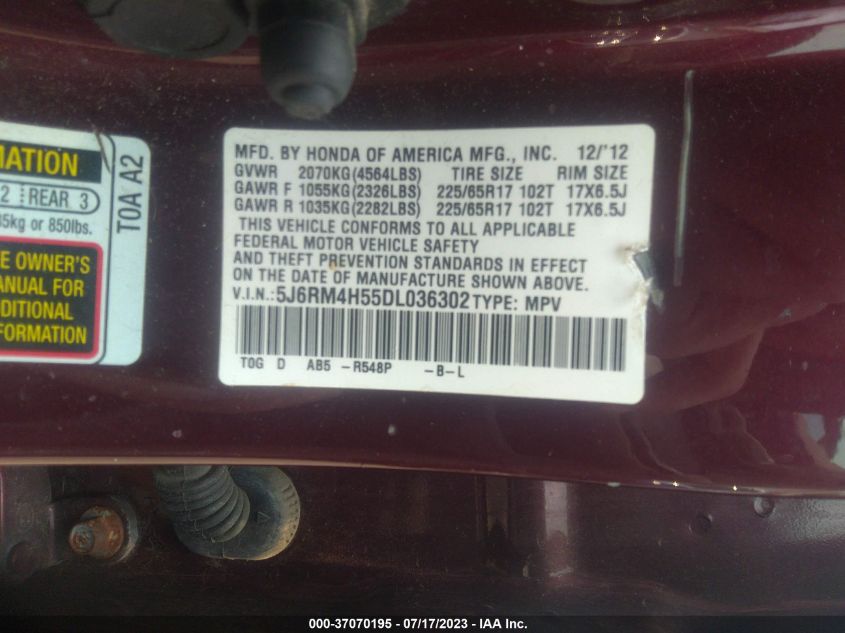 MATION
2 REAR 3
35kg or 850lbs.
E OWNER'S
ANUAL FOR
DITIONAL
FORMATION
TOA A2
MFD. BY HONDA OF AMERICA MFG., INC. 12/'12
GVWR 2070KG(4564LBS) TIRE SIZE RIM SIZE
GAWR F 1055KG(2326LBS) 225/65R17 102T 17X6.5J
GAWR R 1035KG(2282LBS) 225/65R17 102T 17X6.5J
THIS VEHICLE CONFORMS TO ALL APPLICABLE
FEDERAL MOTOR VEHICLE SAFETY
AND THEFT PREVENTION STANDARDS IN EFFECT
ON THE DATE OF MANUFACTURE SHOWN ABOVE.
V.I.N.:5J6RM4H55DL036302 TYPE: MPV
TOG D AB5 -R548P -B-L
000-37070195 - 07/17/2023 - IAA Inc.